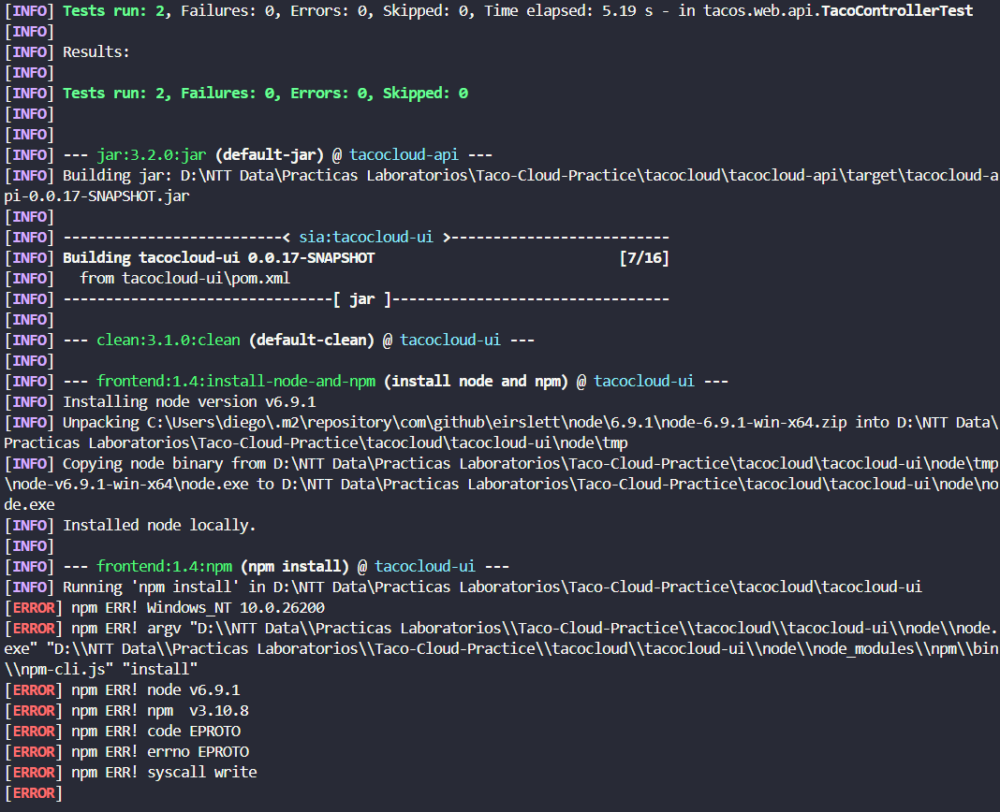 [INFO] Tests run: 2, Failures: 0, Errors: 0, Skipped: 0, Time elapsed: 5.19 s - in tacos.web.api.TacoControllerTest
[INFO]
[INFO] Results:
[INFO]
[INFO] Tests run: 2, Failures: 0, Errors: 0, Skipped: 0
[INFO]
[INFO]
[INFO] --- jar:3.2.0:jar (default-jar) @ tacocloud-api ---
[INFO] Building jar: D:\NTT Data\Practicas Laboratorios\Taco-Cloud-Practice\tacocloud\tacocloud-api\target\tacocloud-a
pi-0.0.17-SNAPSHOT.jar
[INFO]
[INFO] --------------------------< sia:tacocloud-ui >--------------------------
[INFO] Building tacocloud-ui 0.0.17-SNAPSHOT                             [7/16]
[INFO]   from tacocloud-ui\pom.xml
[INFO] --------------------------------[ jar ]---------------------------------
[INFO]
[INFO] --- clean:3.1.0:clean (default-clean) @ tacocloud-ui ---
[INFO]
[INFO] --- frontend:1.4:install-node-and-npm (install node and npm) @ tacocloud-ui ---
[INFO] Installing node version v6.9.1
[INFO] Unpacking C:\Users\diego\.m2\repository\com\github\eirslett\node\6.9.1\node-6.9.1-win-x64.zip into D:\NTT Data\
Practicas Laboratorios\Taco-Cloud-Practice\tacocloud\tacocloud-ui\node\tmp
[INFO] Copying node binary from D:\NTT Data\Practicas Laboratorios\Taco-Cloud-Practice\tacocloud\tacocloud-ui\node\tmp
\node-v6.9.1-win-x64\node.exe to D:\NTT Data\Practicas Laboratorios\Taco-Cloud-Practice\tacocloud\tacocloud-ui\node\no
de.exe
[INFO] Installed node locally.
[INFO]
[INFO] --- frontend:1.4:npm (npm install) @ tacocloud-ui ---
[INFO] Running 'npm install' in D:\NTT Data\Practicas Laboratorios\Taco-Cloud-Practice\tacocloud\tacocloud-ui
[ERROR] npm ERR! Windows_NT 10.0.26200
[ERROR] npm ERR! argv "D:\\NTT Data\\Practicas Laboratorios\\Taco-Cloud-Practice\\tacocloud\\tacocloud-ui\\node\\node.
exe" "D:\\NTT Data\\Practicas Laboratorios\\Taco-Cloud-Practice\\tacocloud\\tacocloud-ui\\node\\node_modules\\npm\\bin
\\npm-cli.js" "install"
[ERROR] npm ERR! node v6.9.1
[ERROR] npm ERR! npm  v3.10.8
[ERROR] npm ERR! code EPROTO
[ERROR] npm ERR! errno EPROTO
[ERROR] npm ERR! syscall write
[ERROR]